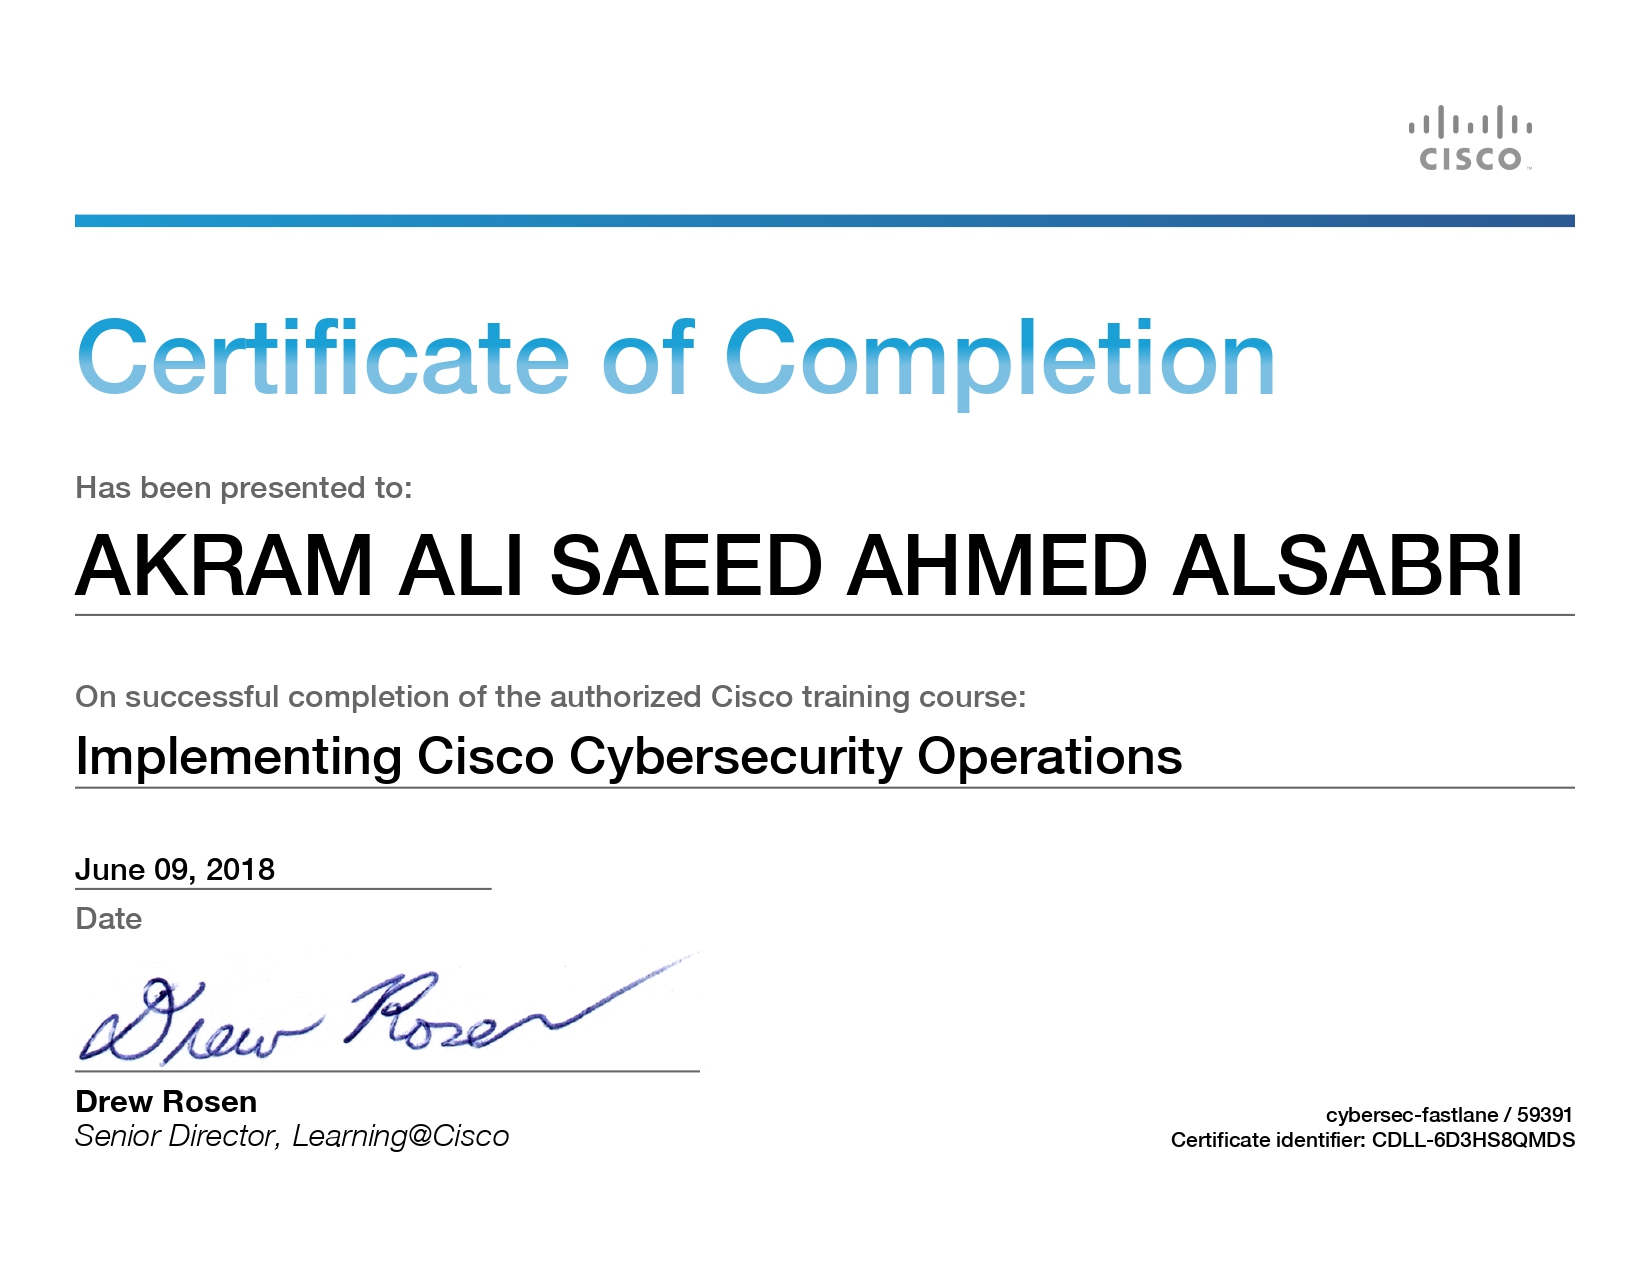 CISCO™
Certificate of Completion
Has been presented to:
AKRAM ALI SAEED AHMED ALSABRI
On successful completion of the authorized Cisco training course:
Implementing Cisco Cybersecurity Operations
June 09, 2018
Date
Drew Rosen
Drew Rosen
Senior Director, Learning@Cisco
cybersec-fastlane / 59391
Certificate identifier: CDLL-6D3HS8QMDS